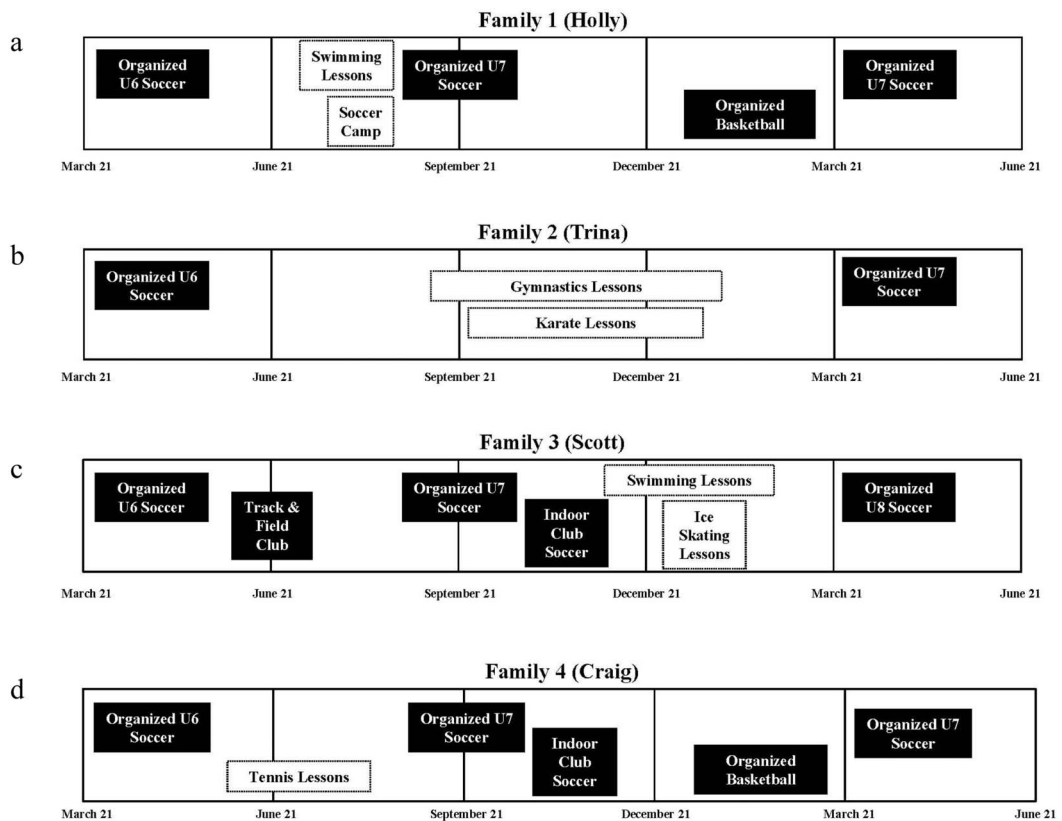 Family 1 (Holly)
a
Organized
U6 Soccer
Swimming
Lessons
Soccer
Camp
Organized U7
Soccer
Organized
Basketball
Organized
U7 Soccer
March 21
June 21
September 21
December 21
March 21
June 21
Family 2 (Trina)
b
Organized U6
Soccer
Gymnastics Lessons
Karate Lessons
Organized U7
Soccer
March 21
June 21
September 21
December 21
March 21
June 21
Family 3 (Scott)
c
Organized
U6 Soccer
Track &
Field
Club
Organized U7
Soccer
Indoor
Club
Soccer
Swimming Lessons
Ice
Skating
Lessons
Organized
U8 Soccer
March 21
June 21
September 21
December 21
March 21
June 21
Family 4 (Craig)
d
Organized U6
Soccer
Tennis Lessons
Organized U7
Soccer
Indoor
Club
Soccer
Organized
Basketball
Organized U7
Soccer
March 21
June 21
September 21
December 21
March 21
June 21